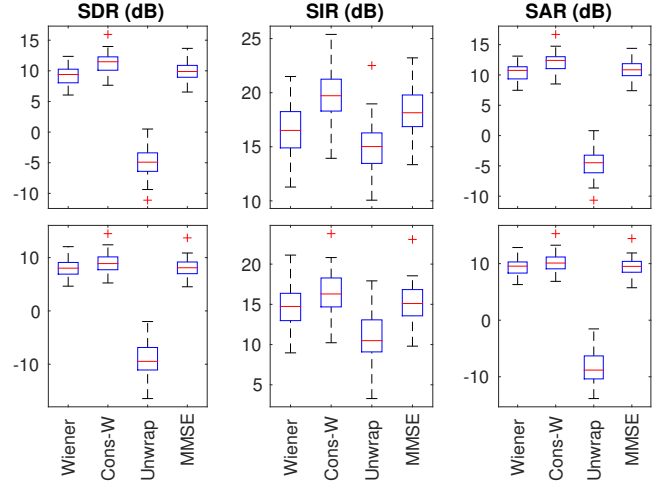 SDR (dB)
SIR (dB)
SAR (dB)
15
10
5
0
-5
-10
25
20
15
10
15
10
5
0
-5
-10
10
0
-10
20
15
10
5
10
0
-10
Wiener
Cons-W
Unwrap
MMSE
Wiener
Cons-W
Unwrap
MMSE
Wiener
Cons-W
Unwrap
MMSE